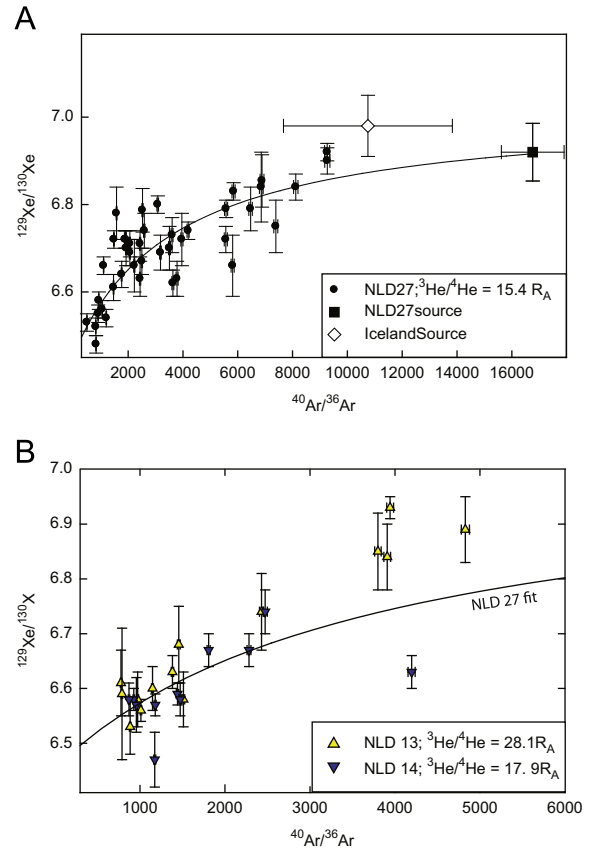 A
7.0
6.8
6.6
129Xe/130Xe
NLD27;3He/4He = 15.4 RA
NLD27source
IcelandSource
2000 4000 6000 8000 10000 12000 14000 16000
40Ar/36Ar
B
7.0
6.9
6.8
6.7
6.6
6.5
129Xe/130X
NLD 27 fit
NLD 13; 3He/4He = 28.1RA
NLD 14; 3He/4He = 17. 9RA
1000 2000 3000 4000 5000 6000
40Ar/36Ar